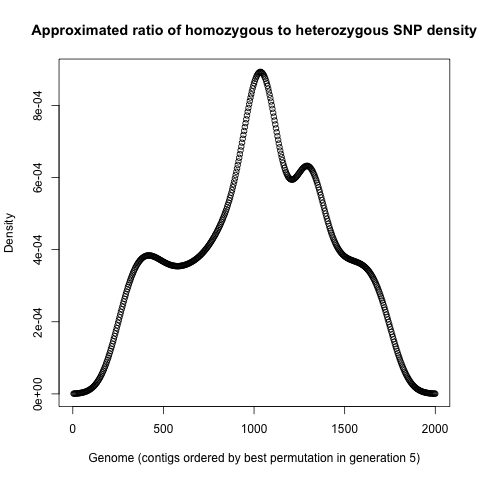 Approximated ratio of homozygous to heterozygous SNP density
8e-04
6e-04
4e-04
2e-04
0e+00
Density
0 500 1000 1500 2000
Genome (contigs ordered by best permutation in generation 5)